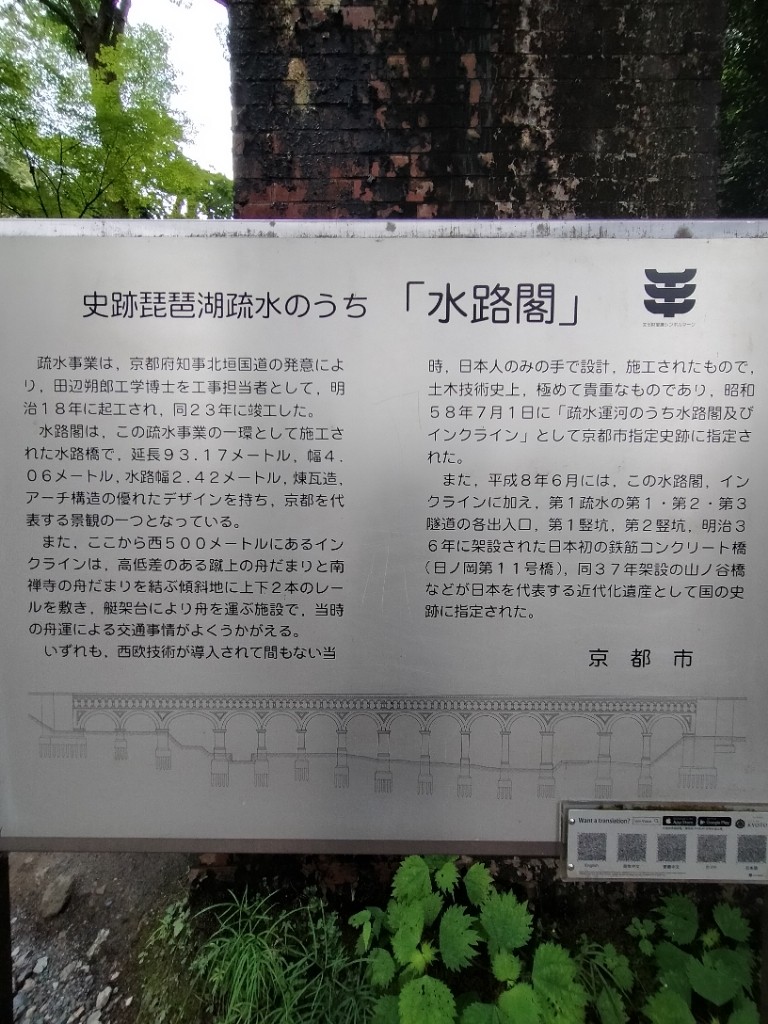 史跡琵琶湖疏水のうち 「水路閣」
疏水事業は，京都府知事北垣国道の発意によ
り，田辺朔郎工学博士を工事担当者として，明
治１８年に起工され，同２３年に竣工した。
水路閣は，この疏水事業の一環として施工さ
れた水路橋で，延長９３．１７メートル，幅４．
０６メートル，水路幅２．４２メートル，煉瓦造，
アーチ構造の優れたデザインを持ち，京都を代
表する景観の一つとなっている。
また，ここから西５００メートルにあるイン
クラインは，高低差のある蹴上の舟だまりと南
禅寺の舟だまりを結ぶ傾斜地に上下２本のレー
ルを敷き，艇架台により舟を運ぶ施設で，当時
の舟運による交通事情がよくうかがえる。
いずれも，西欧技術が導入されて間もない当
時，日本人のみの手で設計，施工されたもので，
土木技術史上，極めて貴重なものであり，昭和
５８年７月１日に「疏水運河のうち水路閣及び
インクライン」として京都市指定史跡に指定さ
れた。
また，平成８年６月には，この水路閣，イン
クラインに加え，第１疏水の第１・第２・第３
隧道の各出入口，第１竪坑，第２竪坑，明治３
６年に架設された日本初の鉄筋コンクリート橋
（日ノ岡第１１号橋），同３７年架設の山ノ谷橋
などが日本を代表する近代化遺産として国の史
跡に指定された。
京都市
Want a translation?
App Store
Google Play
English